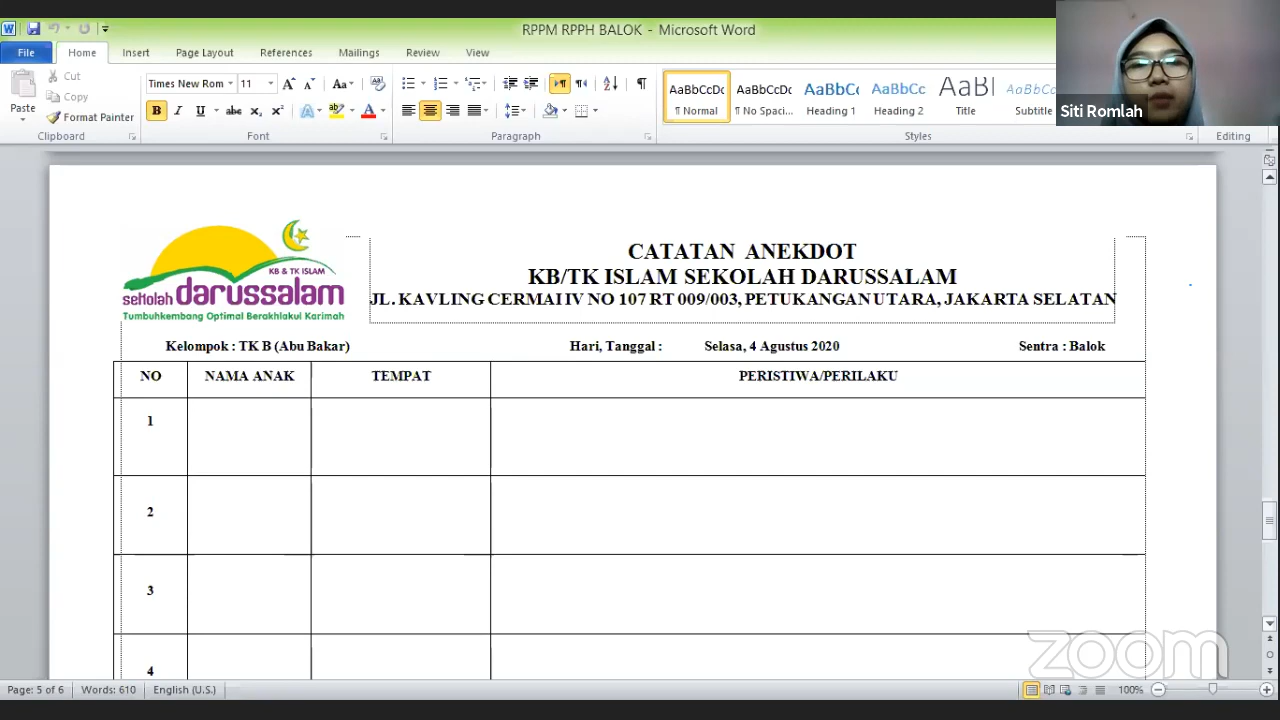 RPPM RPPH BALOK - Microsoft Word
File Home Insert Page Layout References Mailings Review View
Paste
Cut
Copy
Format Painter
Clipboard
Times New Rom 11
Font
Paragraph
AaBbCcDc AaBbCcDc AaBbCc AaBbCc AaBl AaBbCc
¶ Normal ¶ No Spaci... Heading 1 Heading 2 Title Subtitle
Styles
Editing
Siti Romlah
KB & TK ISLAM
sekolah darussalam
Tumbuhkembang Optimal Berakhlakul Karimah
CATATAN ANEKDOT
KB/TK ISLAM SEKOLAH DARUSSALAM
JL. KAVLING CERMAI IV NO 107 RT 009/003, PETUKANGAN UTARA, JAKARTA SELATAN
Kelompok : TK B (Abu Bakar) Hari, Tanggal : Selasa, 4 Agustus 2020 Sentra : Balok
NO NAMA ANAK TEMPAT PERISTIWA/PERILAKU
1
2
3
4
zoom
Page: 5 of 6 Words: 610 English (U.S.) 100%